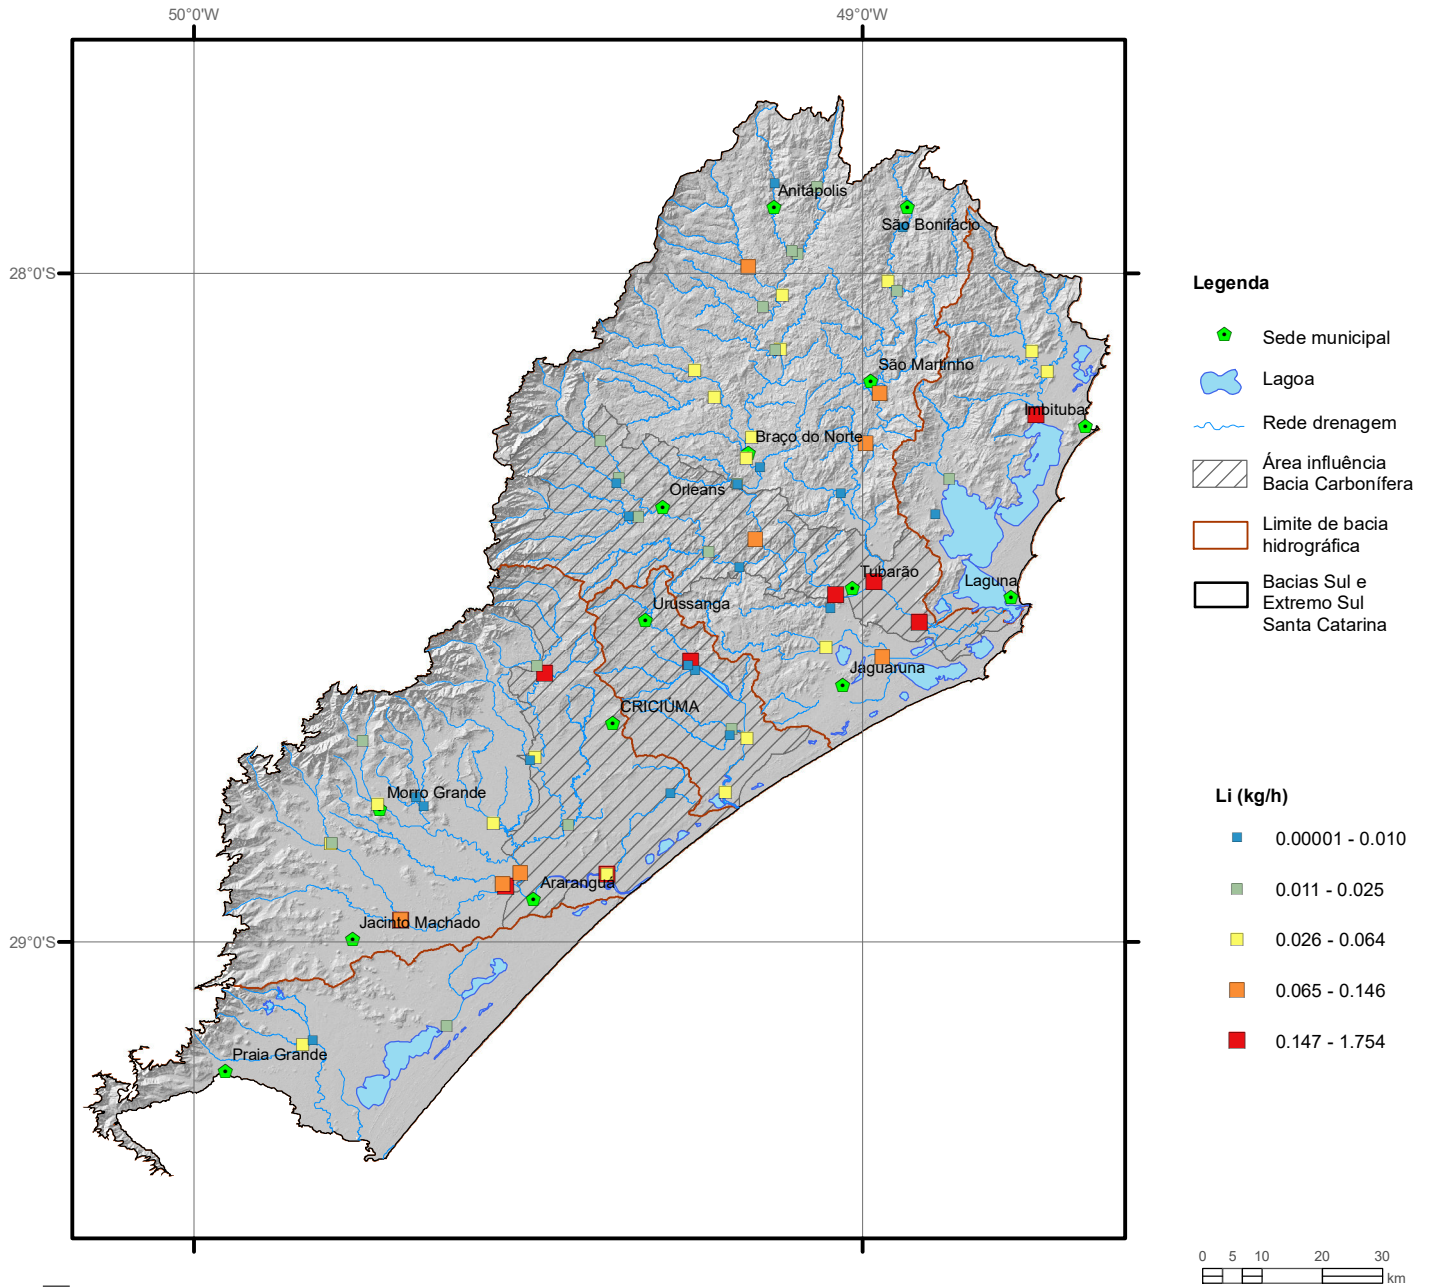 50°0'W
49°0'W
Anitápolis
São Bonifácio
28°0'S
São Martinho
Imbituba
Braço do Norte
Orleans
Tubarão
Laguna
Urussanga
Jaguaruna
CRICIÚMA
Morro Grande
Araranguá
Jacinto Machado
29°0'S
Praia Grande
Legenda
Sede municipal
Lagoa
Rede drenagem
Área influência
Bacia Carbonífera
Limite de bacia
hidrográfica
Bacias Sul e
Extremo Sul
Santa Catarina
Li (kg/h)
0.00001 - 0.010
0.011 - 0.025
0.026 - 0.064
0.065 - 0.146
0.147 - 1.754
0 5 10 20 30
km